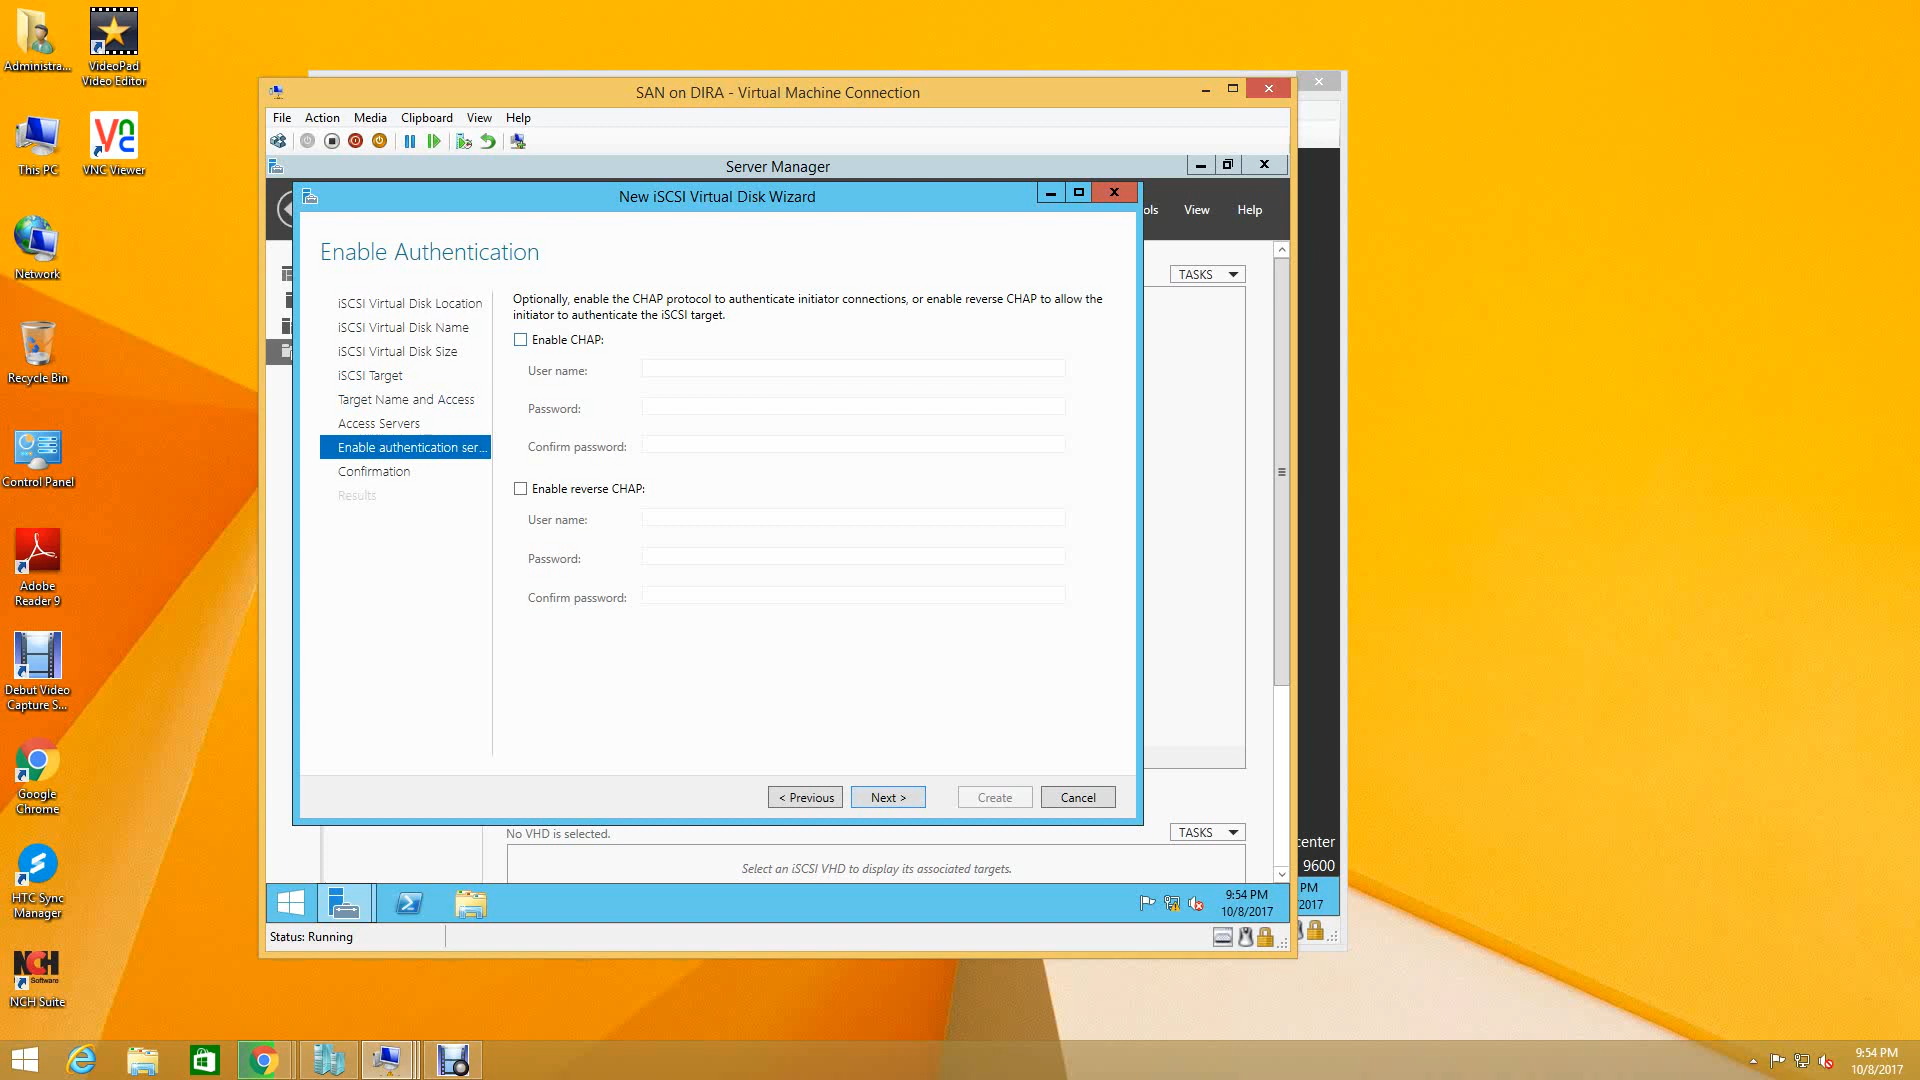 Administra...
VideoPad
Video Editor
This PC
VNC Viewer
Network
Recycle Bin
Control Panel
Adobe
Reader 9
Debut Video
Capture S...
Google
Chrome
HTC Sync
Manager
NCH
Software
NCH Suite
SAN on DIRA - Virtual Machine Connection
File Action Media Clipboard View Help
Server Manager
ols View Help
New iSCSI Virtual Disk Wizard
Enable Authentication
iSCSI Virtual Disk Location
iSCSI Virtual Disk Name
iSCSI Virtual Disk Size
iSCSI Target
Target Name and Access
Access Servers
Enable authentication ser...
Confirmation
Results
Optionally, enable the CHAP protocol to authenticate initiator connections, or enable reverse CHAP to allow the
initiator to authenticate the iSCSI target.
Enable CHAP:
User name:
Password:
Confirm password:
Enable reverse CHAP:
User name:
Password:
Confirm password:
< Previous Next > Create Cancel
TASKS
No VHD is selected.
TASKS
Select an iSCSI VHD to display its associated targets.
center
9600
PM
2017
9:54 PM
10/8/2017
Status: Running
9:54 PM
10/8/2017